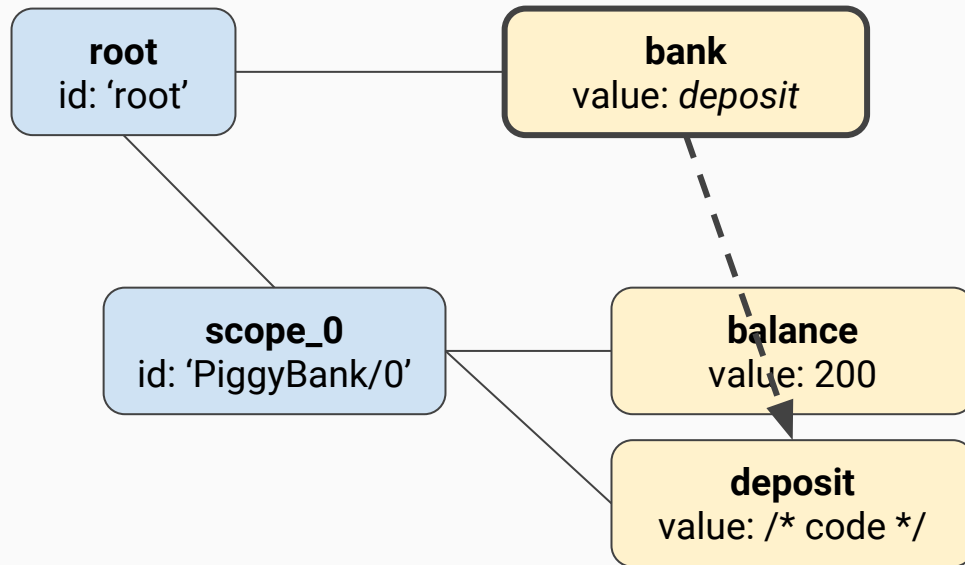 root
id: ‘root’
bank
value: deposit
scope_0
id: ‘PiggyBank/0’
balance
value: 200
deposit
value: /* code */